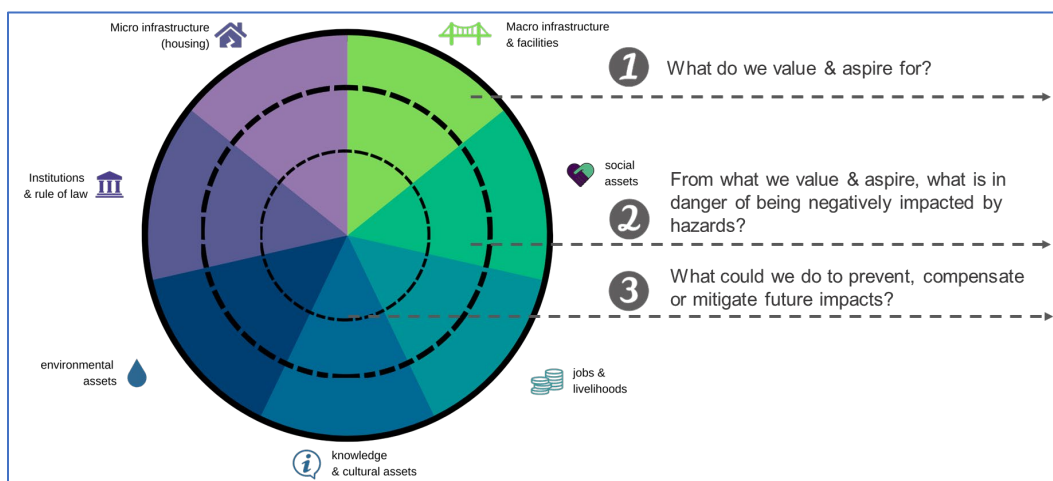 Micro infrastructure
(housing)
Macro infrastructure
& facilities
1
What do we value & aspire for?
social
assets
Institutions
& rule of law
2
From what we value & aspire, what is in
danger of being negatively impacted by
hazards?
3
What could we do to prevent, compensate
or mitigate future impacts?
environmental
assets
jobs &
livelihoods
i
knowledge
& cultural assets